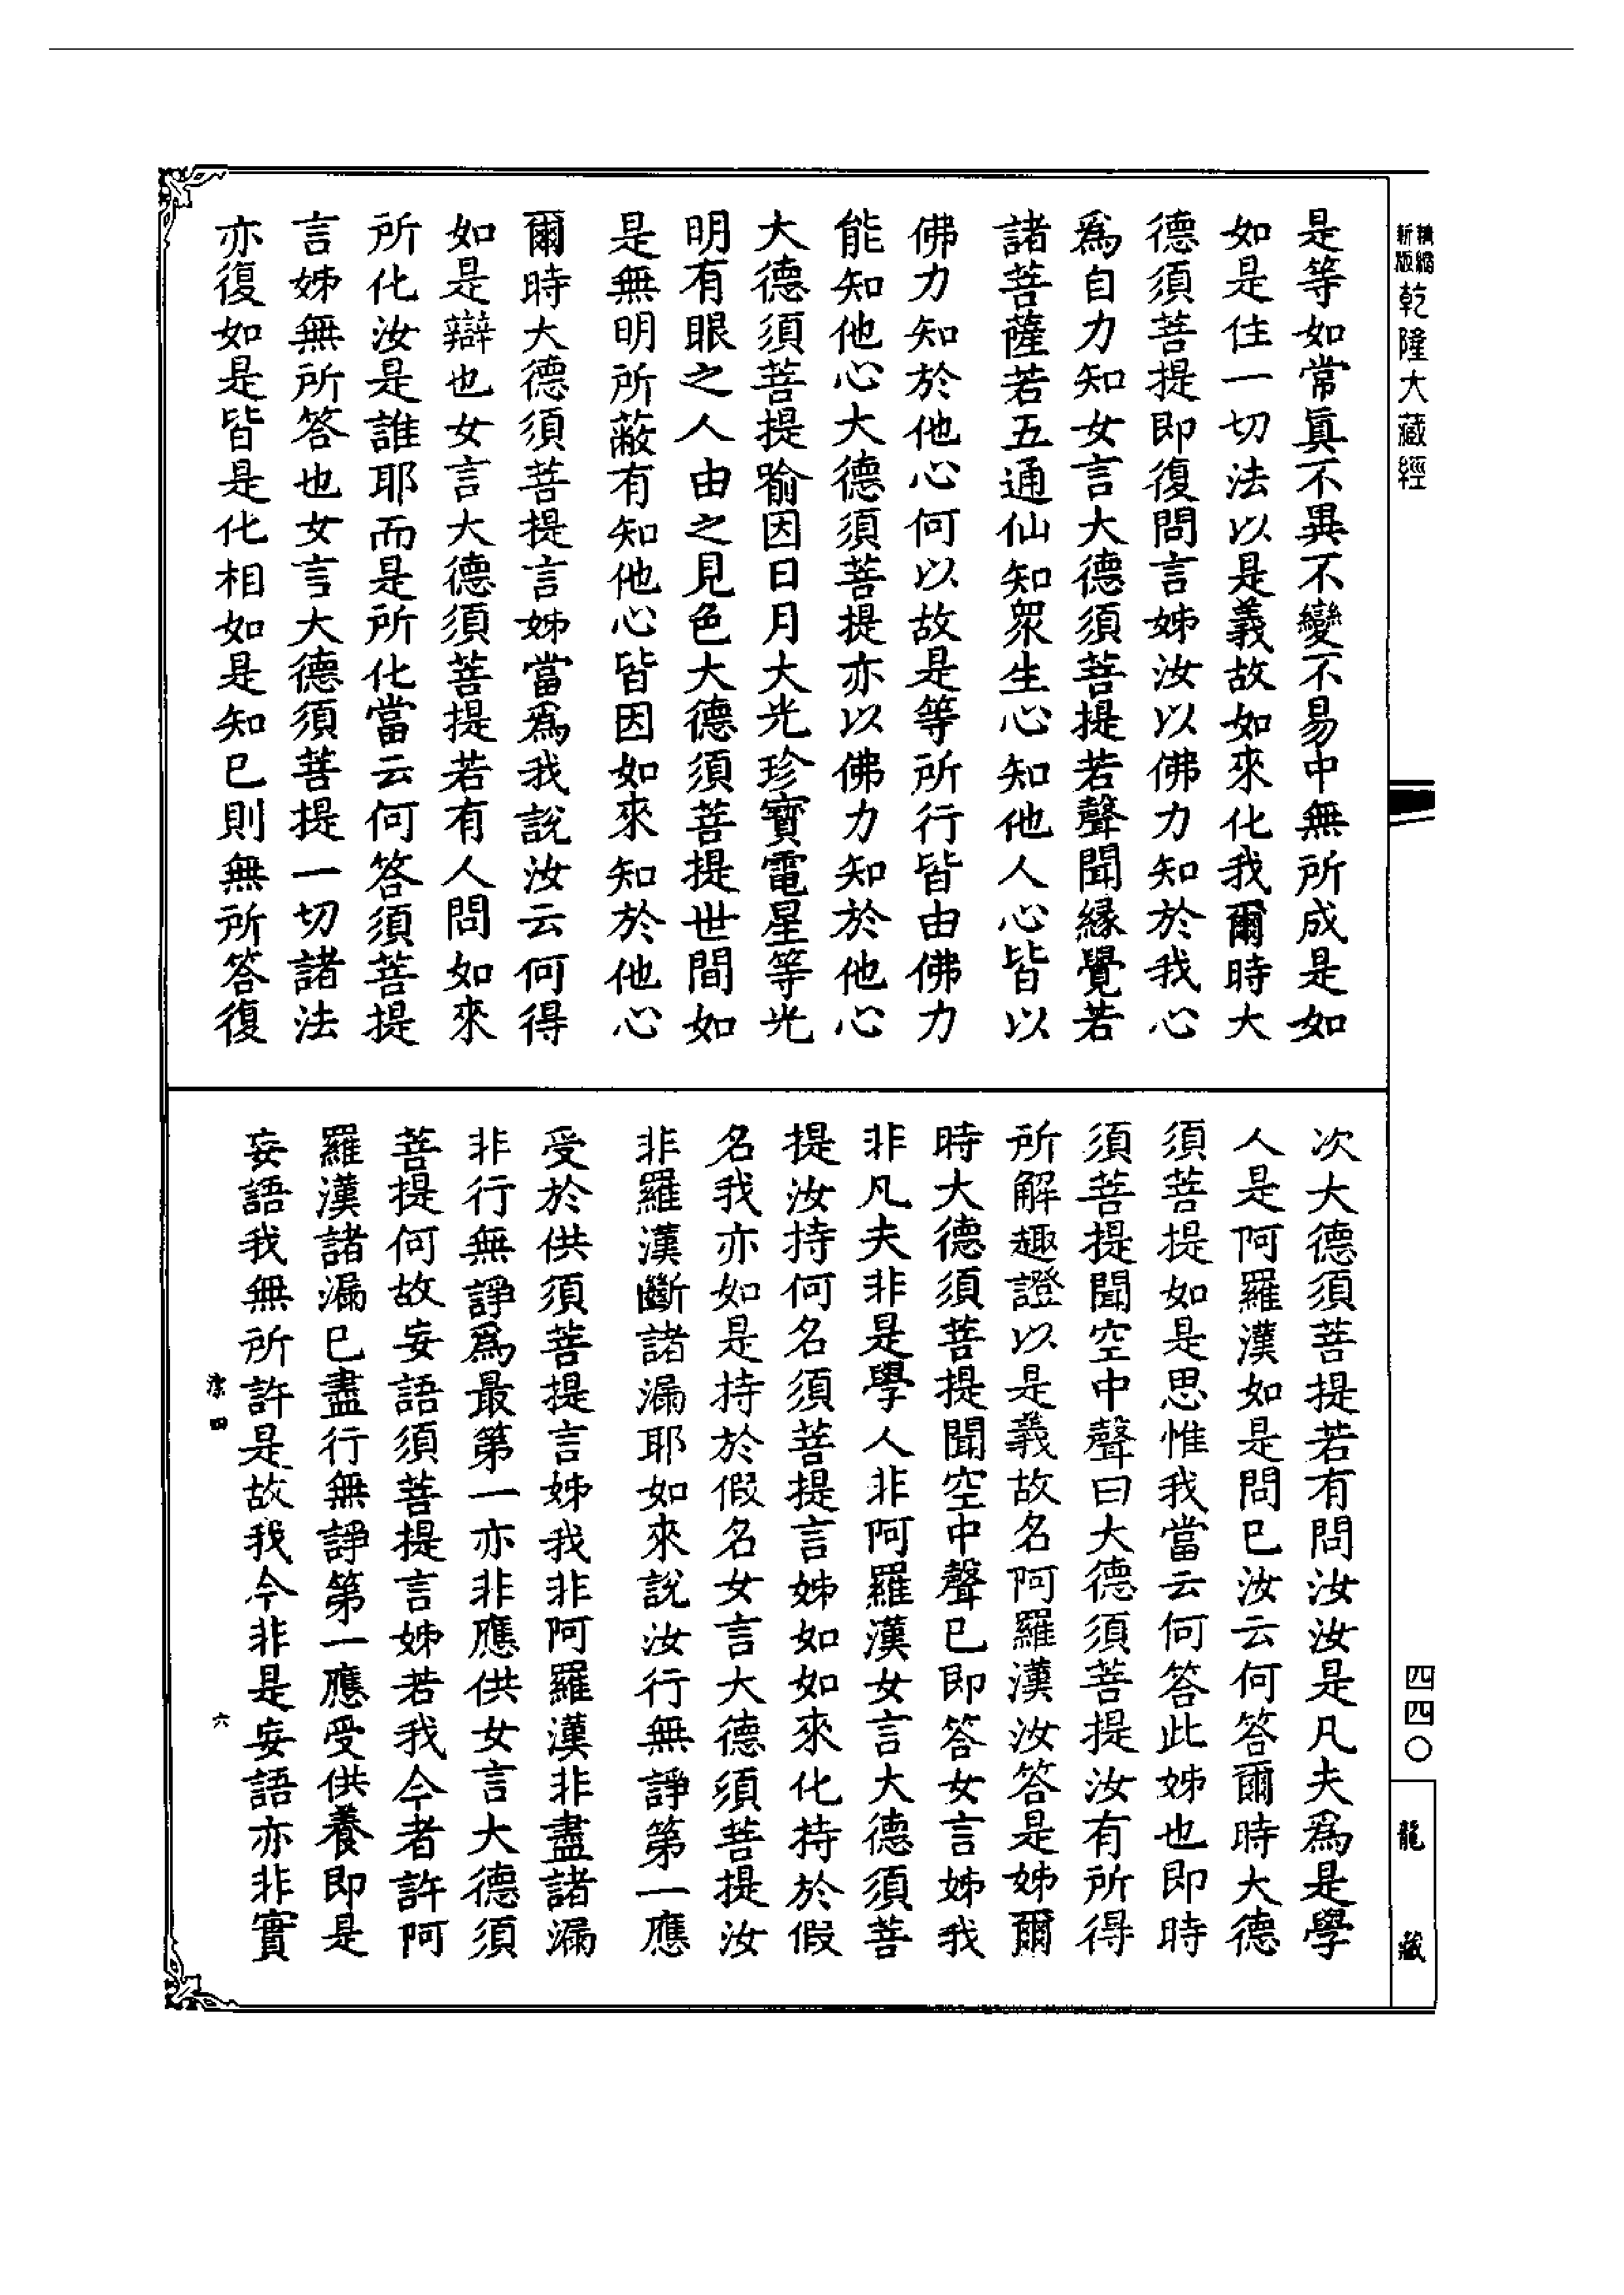 精縮新版乾隆大藏經
是等如常眞不異不變不易中無所成是如
如是住一切法以是義故如來化我爾時大
德須菩提即復問言姊汝以佛力知於我心
爲自力知女言大德須菩提若聲聞緣覺若
諸菩薩若五通仙知衆生心知他人心皆以
佛力知於他心何以故是等所行皆由佛力
能知他心大德須菩提亦以佛力知於他心
大德須菩提喻因日月大光珍寶電星等光
明有眼之人由之見色大德須菩提世間如
是無明所蔽有知他心皆因如來知於他心
爾時大德須菩提言姊當爲我說汝云何得
如是辯也女言大德須菩提若有人問如來
所化汝是誰耶而是所化當云何答須菩提
言姊無所答也女言大德須菩提一切諸法
亦復如是皆是化相如是知已則無所答復
次大德須菩提若有問汝汝是凡夫爲是學
人是阿羅漢如是問已汝云何答爾時大德
須菩提如是思惟我當云何答此姊也即時
須菩提聞空中聲曰大德須菩提汝有所得
所解趣證以是義故名阿羅漢汝答是姊爾
時大德須菩提聞空中聲已即答女言姊我
非凡夫非是學人非阿羅漢女言大德須菩
提汝持何名須菩提言姊如如來化持於假
名我亦如是持於假名女言大德須菩提汝
非羅漢斷諸漏耶如來說汝行無諍第一應
受於供須菩提言姊我非阿羅漢非盡諸漏
非行無諍爲最第一亦非應供女言大德須
菩提何故妄語須菩提言姊若我今者許阿
羅漢諸漏已盡行無諍第一應受供養即是
妄語我無所許是故我今非是妄語亦非實
潔四
六
四四〇
龍藏